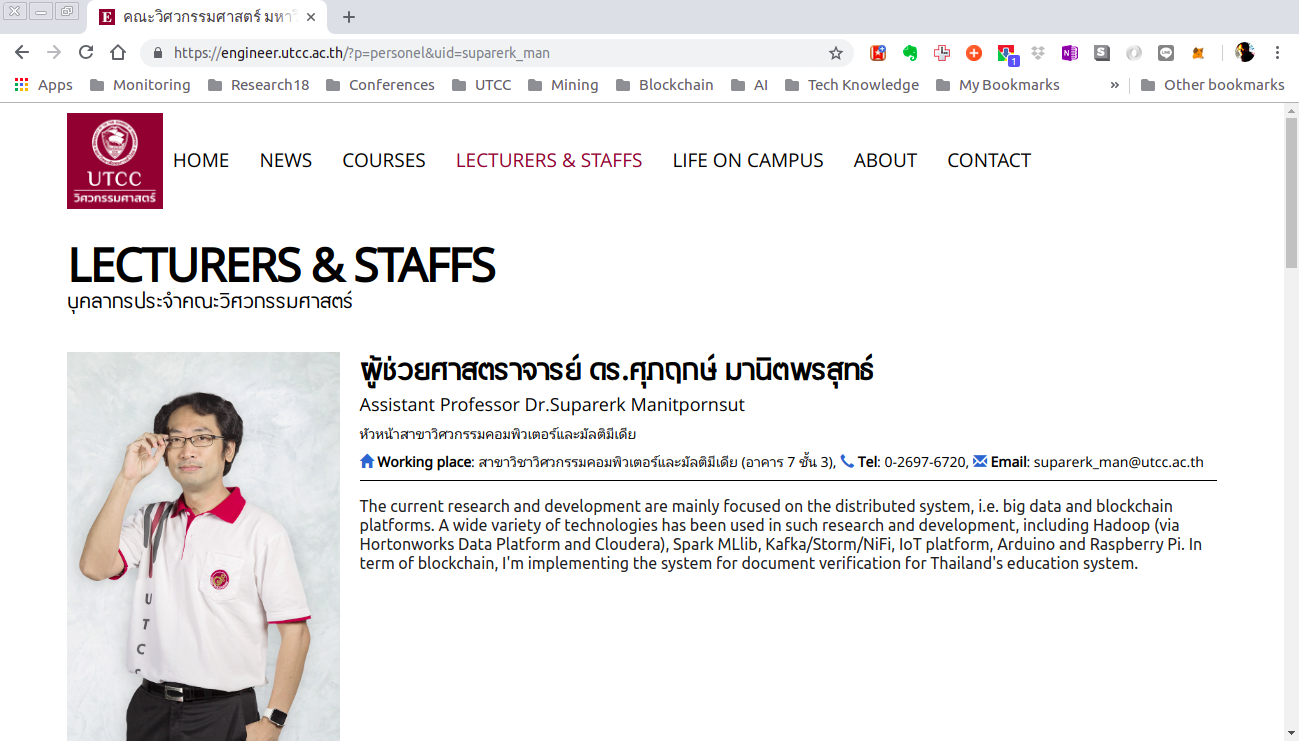 คณะวิศวกรรมศาสตร์ มหาวิ
https://engineer.utcc.ac.th/?p=personel&uid=suparerk_man
1
Apps Monitoring Research18 Conferences UTCC Mining Blockchain AI Tech Knowledge My Bookmarks » Other bookmarks
UTCC
วิศวกรรมศาสตร์
HOME NEWS COURSES LECTURERS & STAFFS LIFE ON CAMPUS ABOUT CONTACT
LECTURERS & STAFFS
บุคลากรประจำคณะวิศวกรรมศาสตร์
ผู้ช่วยศาสตราจารย์ ดร.ศุภฤกษ์ มานิตพรสุทธ์
Assistant Professor Dr.Suparerk Manitpornsut
หัวหน้าสาขาวิศวกรรมคอมพิวเตอร์และมัลติมีเดีย
Working place: สาขาวิชาวิศวกรรมคอมพิวเตอร์และมัลติมีเดีย (อาคาร 7 ชั้น 3), Tel: 0-2697-6720, Email: suparerk_man@utcc.ac.th
The current research and development are mainly focused on the distributed system, i.e. big data and blockchain
platforms. A wide variety of technologies has been used in such research and development, including Hadoop (via
Hortonworks Data Platform and Cloudera), Spark MLlib, Kafka/Storm/NiFi, IoT platform, Arduino and Raspberry Pi. In
term of blockchain, I'm implementing the system for document verification for Thailand's education system.
U
T
C
C